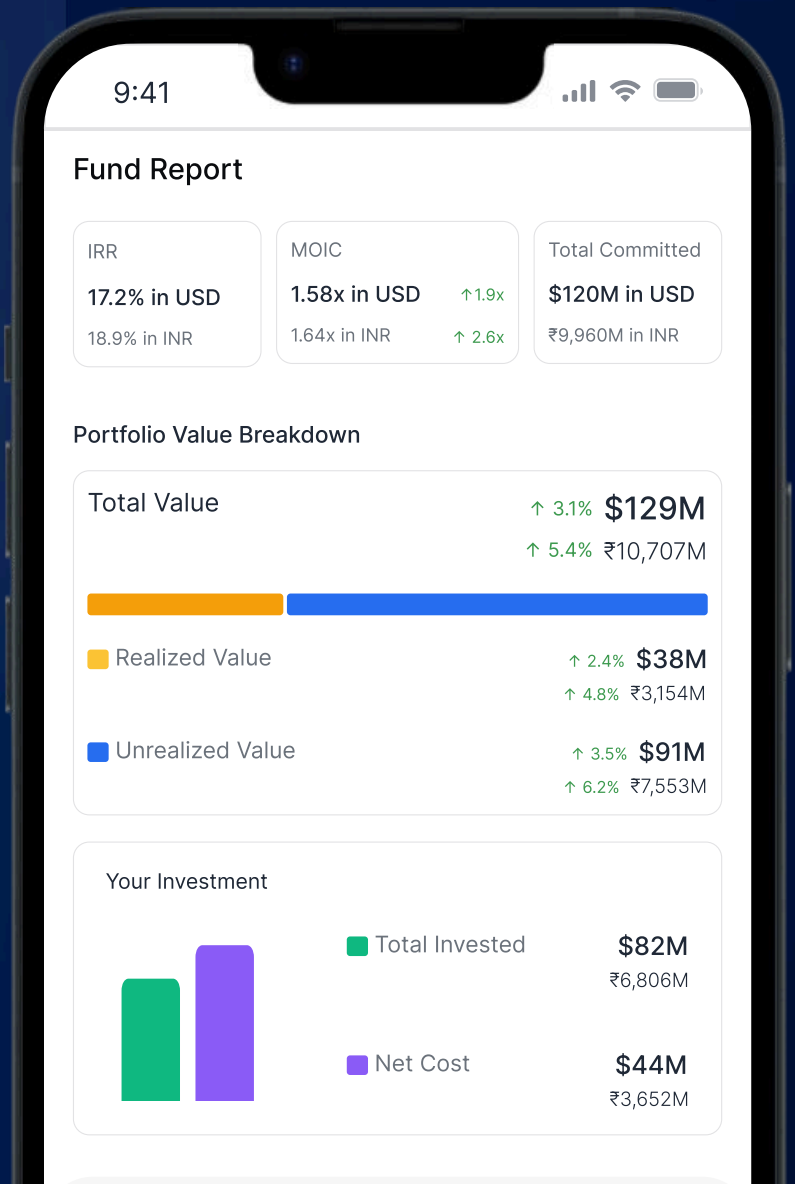 9:41
Fund Report
IRR
17.2% in USD
18.9% in INR
MOIC
1.58x in USD ↑1.9x
1.64x in INR ↑ 2.6x
Total Committed
$120M in USD
₹9,960M in INR
Portfolio Value Breakdown
Total Value ↑ 3.1% $129M
↑ 5.4% ₹10,707M
Realized Value ↑ 2.4% $38M
↑ 4.8% ₹3,154M
Unrealized Value ↑ 3.5% $91M
↑ 6.2% ₹7,553M
Your Investment
Total Invested $82M
₹6,806M
Net Cost $44M
₹3,652M